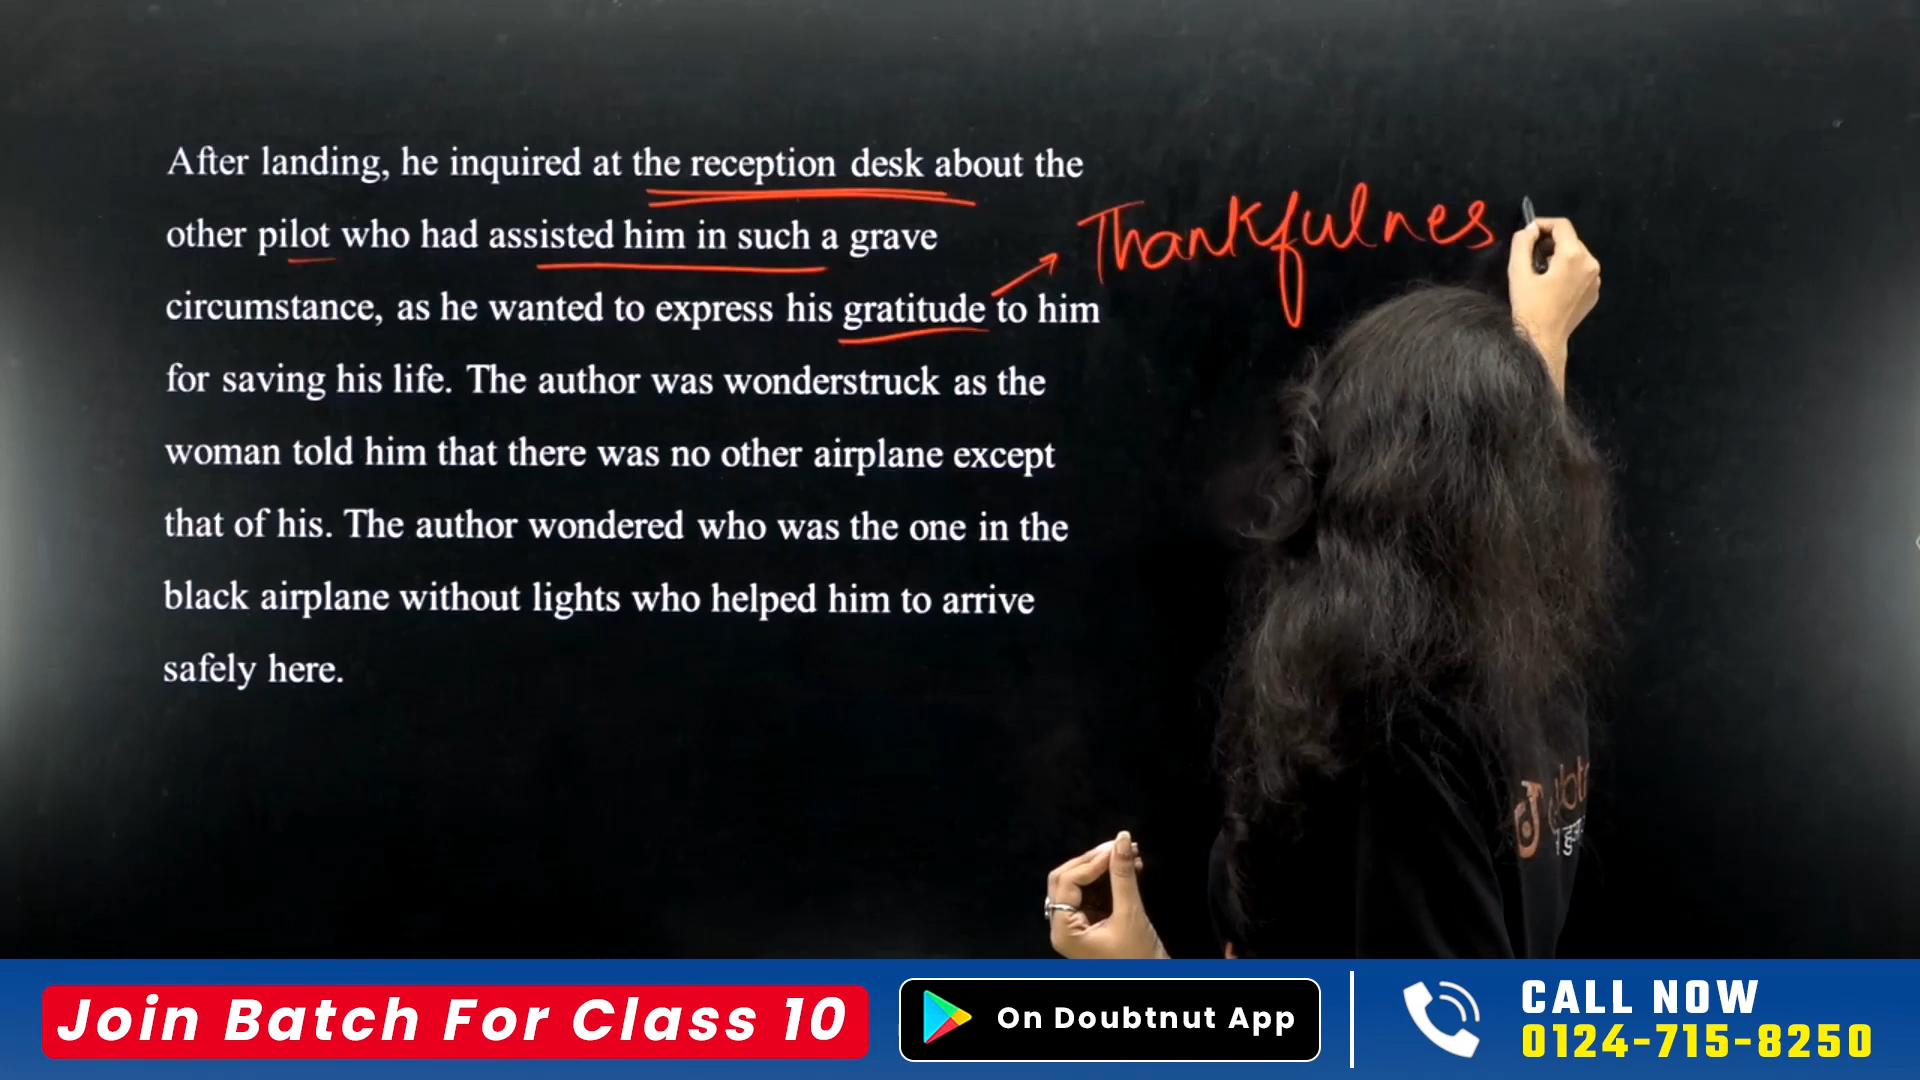 After landing, he inquired at the reception desk about the
other pilot who had assisted him in such a grave
Thankfulnes
circumstance, as he wanted to express his gratitude to him
for saving his life. The author was wonderstruck as the
woman told him that there was no other airplane except
that of his. The author wondered who was the one in the
black airplane without lights who helped him to arrive
safely here.
Join Batch For Class 10
On Doubtnut App
CALL NOW
0124-715-8250